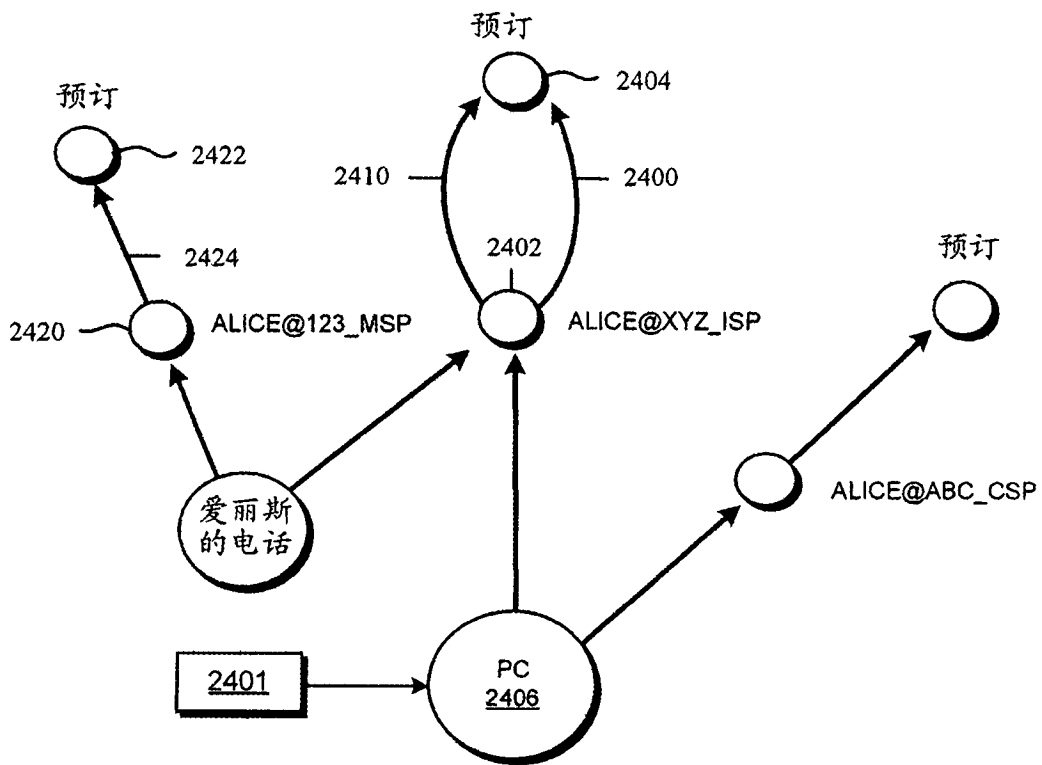 预订
2404
预订
2422
2410
2400
2402
预订
2424
2420
ALICE@123_MSP
ALICE@XYZ_ISP
爱丽斯
的电话
ALICE@ABC_CSP
PC
2406
2401